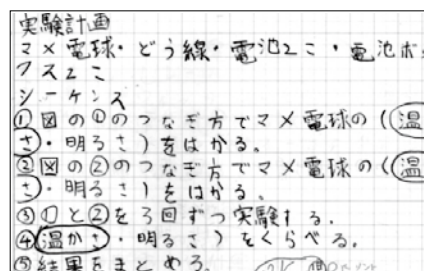 実験計画
マメ電球・どう線・電池2こ・電池ボッ
クス2こ
シーケンス
①図の①のつなぎ方でマメ電球の((温
さ)・明るさ)をはかる。
②図の②のつなぎ方でマメ電球の((温
さ)・明るさ)をはかる。
③①と②を3回ずつ実験する。
④(温かさ・明るさ)をくらべる。
⑤結果をまとめる。